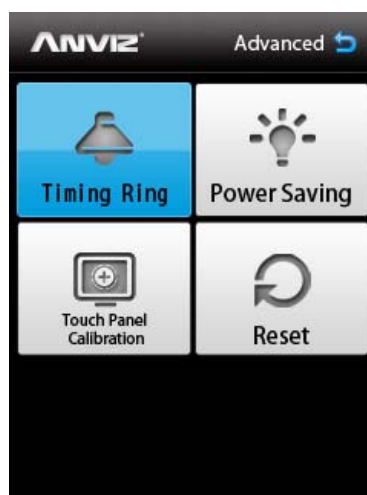 ANVIZ Advanced
Timing Ring Power Saving
Touch Panel
Calibration
Reset